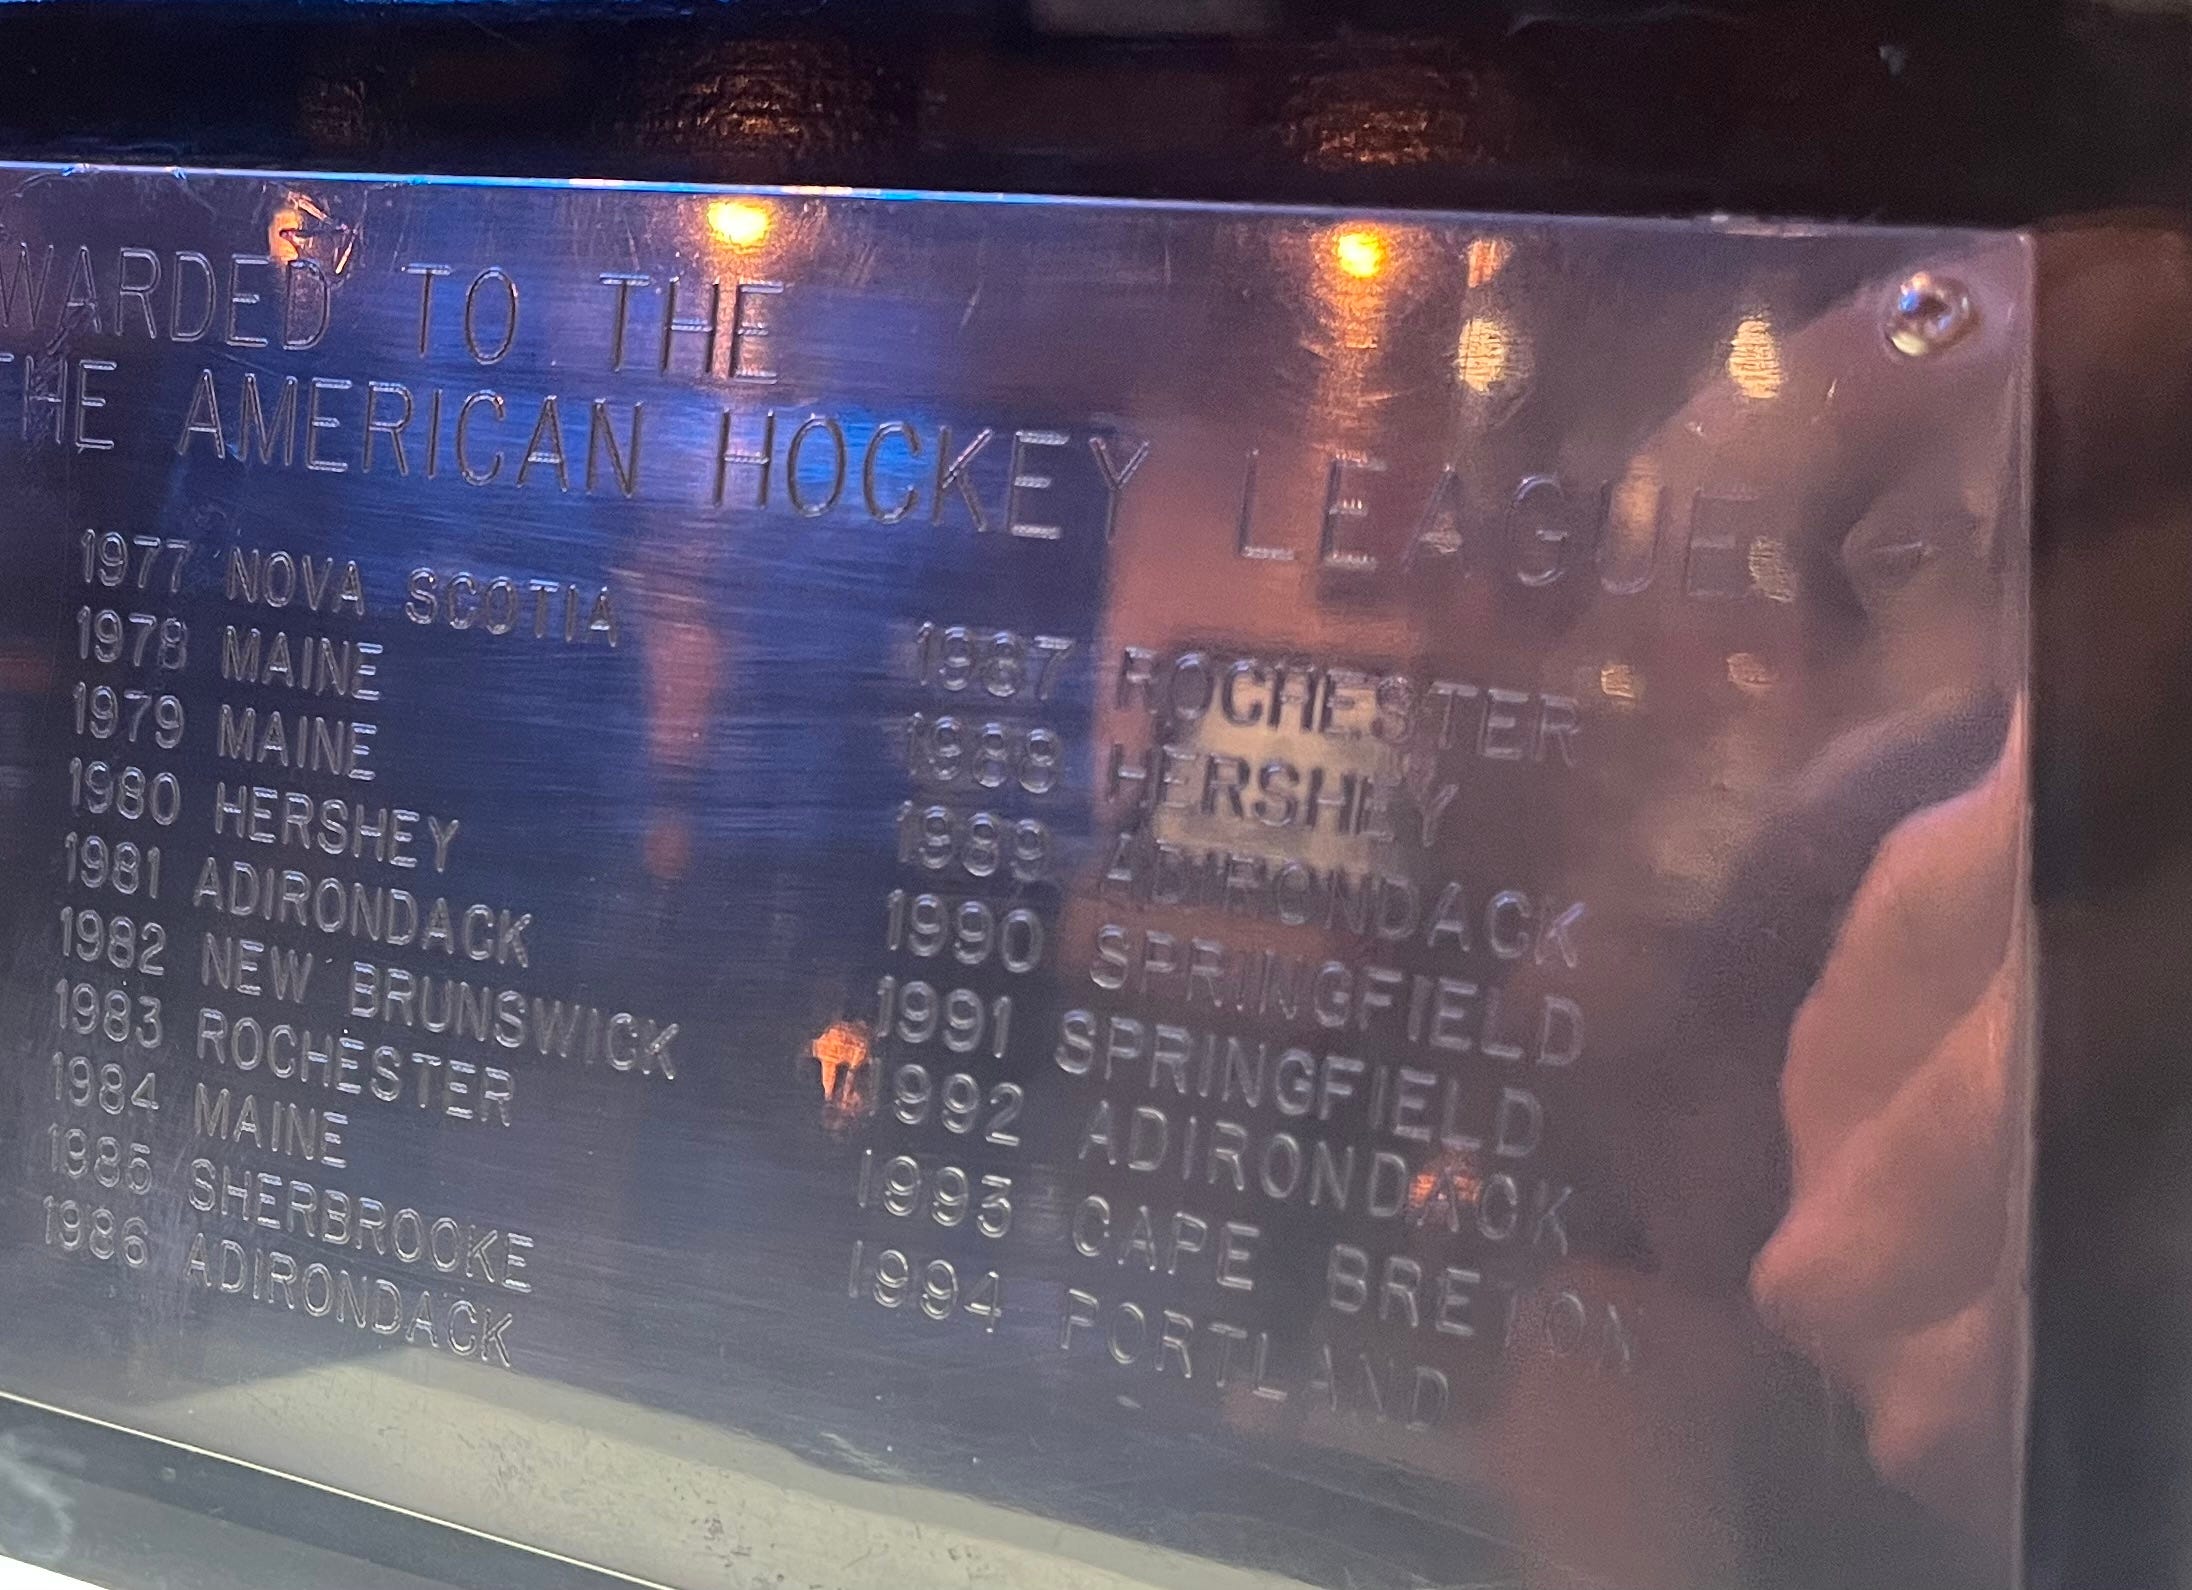 WARDED TO THE
THE AMERICAN HOCKEY LEAGUE
1977 NOVA SCOTIA
1978 MAINE
1979 MAINE
1980 HERSHEY
1981 ADIRONDACK
1982 NEW BRUNSWICK
1983 ROCHESTER
1984 MAINE
1985 SHERBROOKE
1986 ADIRONDACK
1987 ROCHESTER
1988 HERSHEY
1989 ADIRONDACK
1990 SPRINGFIELD
1991 SPRINGFIELD
1992 ADIRONDACK
1993 CAPE BRETON
1994 PORTLAND